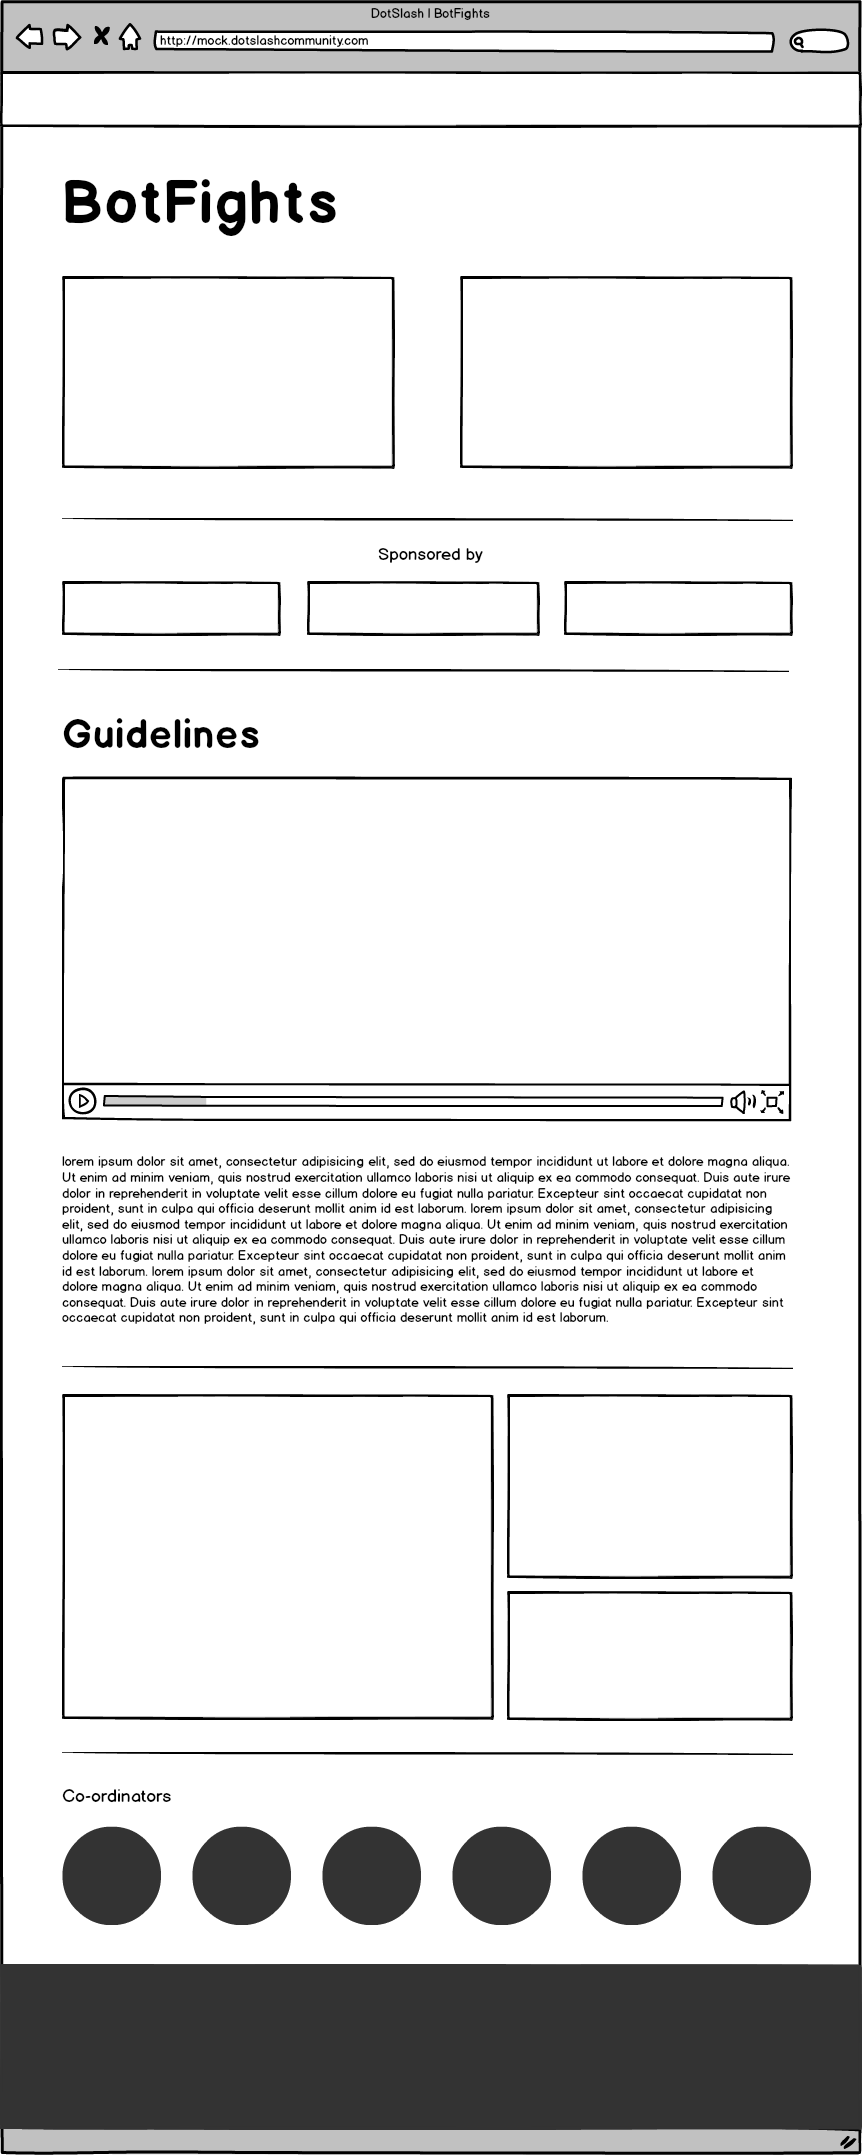 DotSlash | BotFights
http://mock.dotslashcommunity.com
BotFights
Sponsored by
Guidelines
lorem ipsum dolor sit amet, consectetur adipisicing elit, sed do eiusmod tempor incididunt ut labore et dolore magna aliqua.
Ut enim ad minim veniam, quis nostrud exercitation ullamco laboris nisi ut aliquip ex ea commodo consequat. Duis aute irure
dolor in reprehenderit in voluptate velit esse cillum dolore eu fugiat nulla pariatur. Excepteur sint occaecat cupidatat non
proident, sunt in culpa qui officia deserunt mollit anim id est laborum. lorem ipsum dolor sit amet, consectetur adipisicing
elit, sed do eiusmod tempor incididunt ut labore et dolore magna aliqua. Ut enim ad minim veniam, quis nostrud exercitation
ullamco laboris nisi ut aliquip ex ea commodo consequat. Duis aute irure dolor in reprehenderit in voluptate velit esse cillum
dolore eu fugiat nulla pariatur. Excepteur sint occaecat cupidatat non proident, sunt in culpa qui officia deserunt mollit anim
id est laborum. lorem ipsum dolor sit amet, consectetur adipisicing elit, sed do eiusmod tempor incididunt ut labore et
dolore magna aliqua. Ut enim ad minim veniam, quis nostrud exercitation ullamco laboris nisi ut aliquip ex ea commodo
consequat. Duis aute irure dolor in reprehenderit in voluptate velit esse cillum dolore eu fugiat nulla pariatur. Excepteur sint
occaecat cupidatat non proident, sunt in culpa qui officia deserunt mollit anim id est laborum.
Co-ordinators